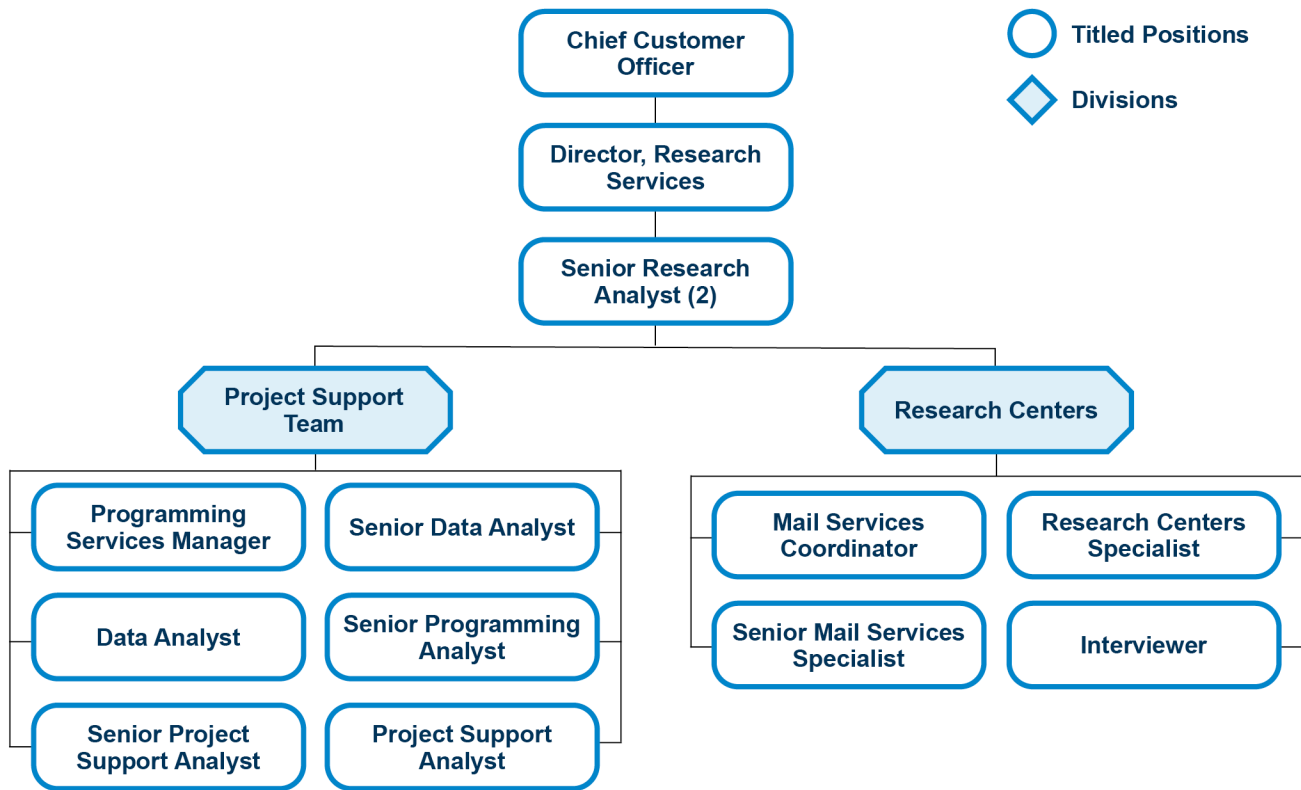 Chief Customer
Officer
Titled Positions
Divisions
Director, Research
Services
Senior Research
Analyst (2)
Project Support
Team
Research Centers
Programming
Services Manager
Senior Data Analyst
Data Analyst
Senior Programming
Analyst
Senior Project
Support Analyst
Project Support
Analyst
Mail Services
Coordinator
Research Centers
Specialist
Senior Mail Services
Specialist
Interviewer